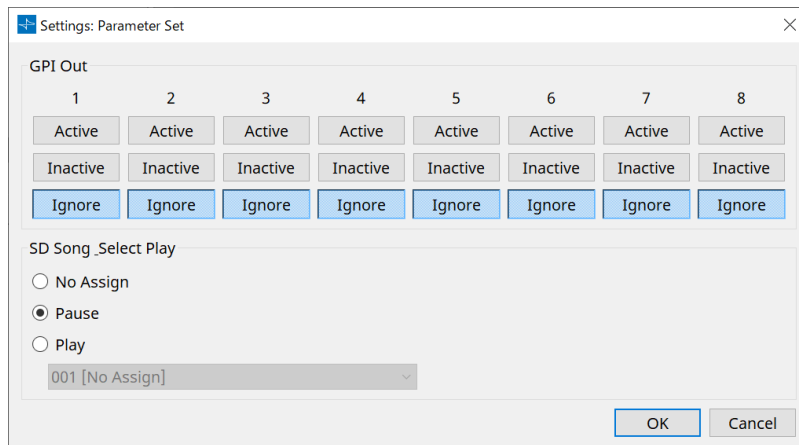 Settings: Parameter Set
GPI Out
1 2 3 4 5 6 7 8
Active Active Active Active Active Active Active Active
Inactive Inactive Inactive Inactive Inactive Inactive Inactive Inactive
Ignore Ignore Ignore Ignore Ignore Ignore Ignore Ignore
SD Song _Select Play
No Assign
Pause
Play
001 [No Assign]
OK Cancel